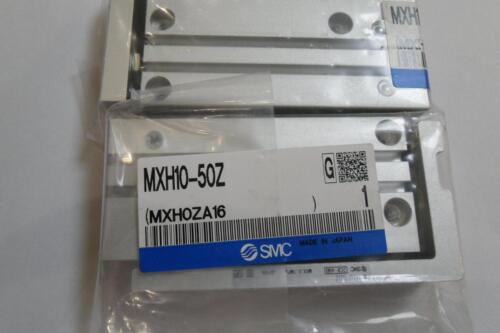 MXH1
MXH10-50Z
G
(MXH0ZA16 )
1
SMC
MADE IN JAPAN